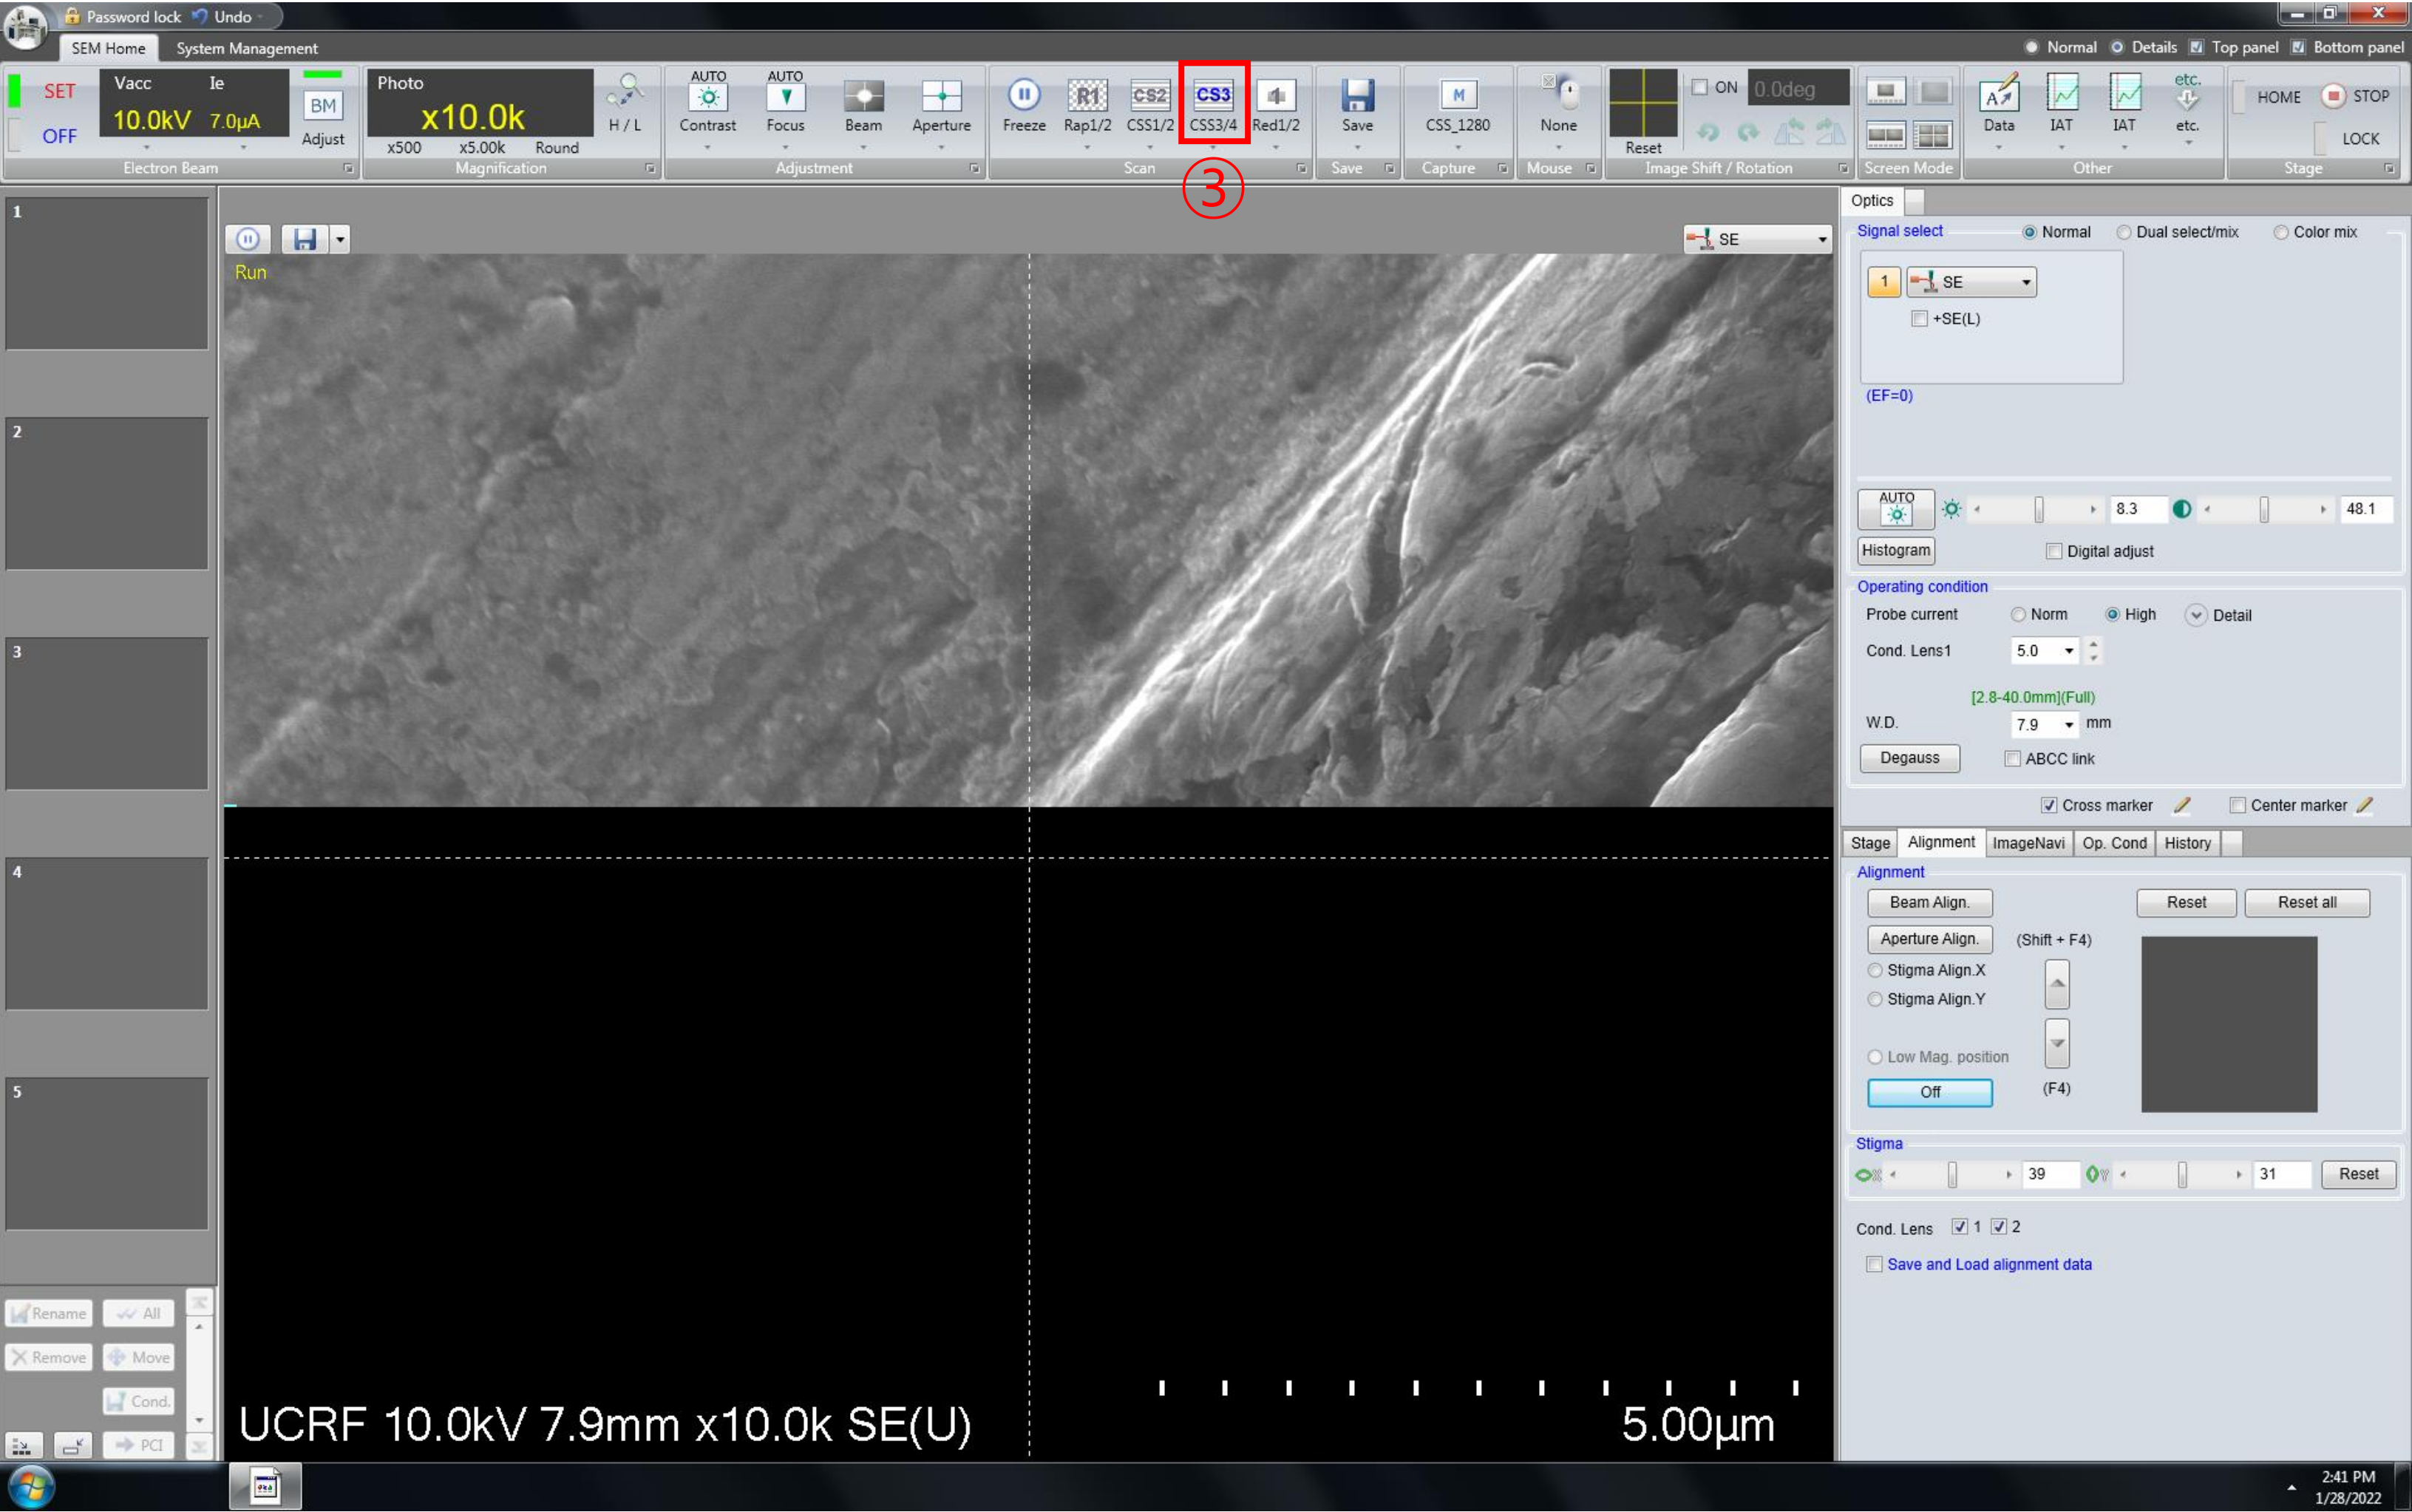 Password lock Undo
SEM Home System Management
Normal Details Top panel Bottom panel
SET
OFF
Vacc Ie
10.0kV 7.0µA
BM
Adjust
Electron Beam
Photo
x10.0k
x500 x5.00k Round
H / L
Magnification
AUTO AUTO
Contrast Focus Beam Aperture
Adjustment
R1 CS2 CS3 4
Freeze Rap1/2 CSS1/2 CSS3/4 Red1/2
Scan
③
Save
Save
M
CSS_1280
Capture
None
Mouse
ON 0.0deg
Reset
Image Shift / Rotation
Screen Mode
etc.
Data IAT IAT etc.
Other
HOME STOP
LOCK
Stage
1
2
3
4
5
Rename All
Remove Move
Cond.
PCI
SE
Run
UCRF 10.0kV 7.9mm x10.0k SE(U)
5.00µm
Optics
Signal select Normal Dual select/mix Color mix
1 SE
+SE(L)
(EF=0)
AUTO 8.3 48.1
Histogram Digital adjust
Operating condition
Probe current Norm High Detail
Cond. Lens1 5.0
[2.8-40.0mm](Full)
W.D. 7.9 mm
Degauss ABCC link
Cross marker Center marker
Stage Alignment ImageNavi Op. Cond History
Alignment
Beam Align. Reset Reset all
Aperture Align. (Shift + F4)
Stigma Align.X
Stigma Align.Y
Low Mag. position
Off (F4)
Stigma
X 39 Y 31 Reset
Cond. Lens 1 2
Save and Load alignment data
2:41 PM
1/28/2022